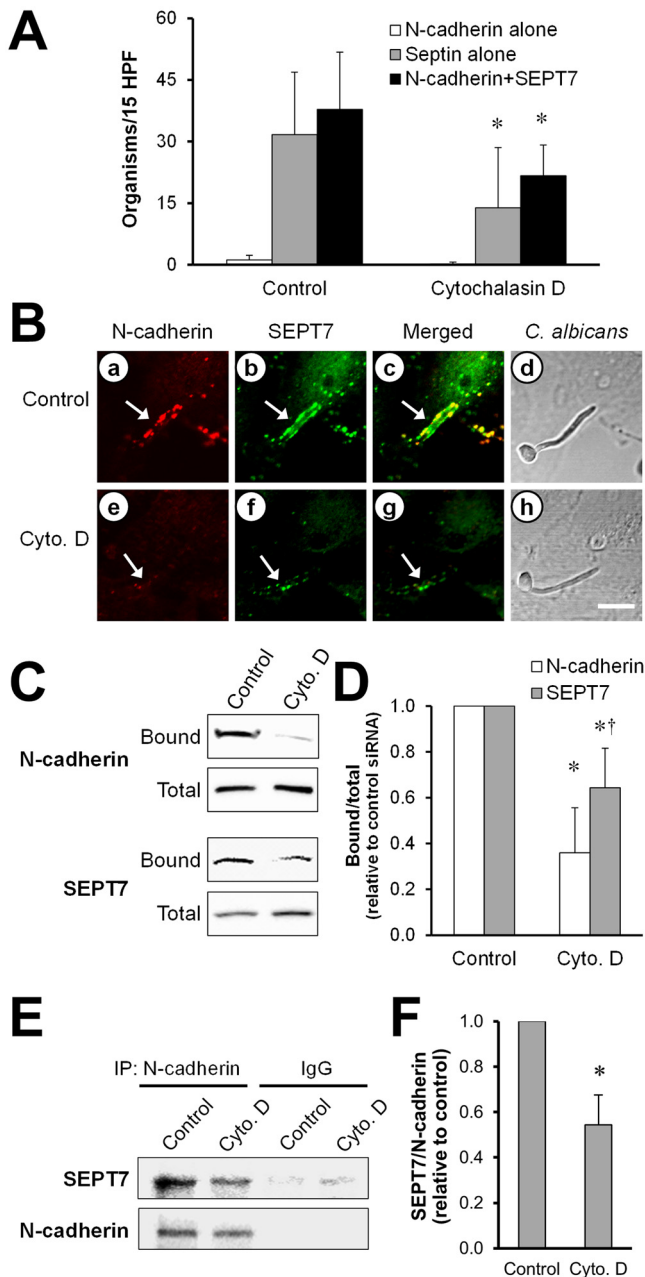 A
Organisms/15 HPF
60
45
30
15
0
N-cadherin alone
Septin alone
N-cadherin+SEPT7
* *
Control Cytochalasin D
B
N-cadherin SEPT7 Merged C. albicans
Control
a b c d
Cyto. D
e f g h
C
Control Cyto. D
N-cadherin
Bound
Total
SEPT7
Bound
Total
D
N-cadherin
SEPT7
Bound/total
(relative to control siRNA)
1.0
0.8
0.6
0.4
0.2
0.0
* *†
Control Cyto. D
E
IP: N-cadherin IgG
Control Cyto. D Control Cyto. D
SEPT7
N-cadherin
F
SEPT7/N-cadherin
(relative to control)
1.0
0.8
0.6
0.4
0.2
0.0
*
Control Cyto. D